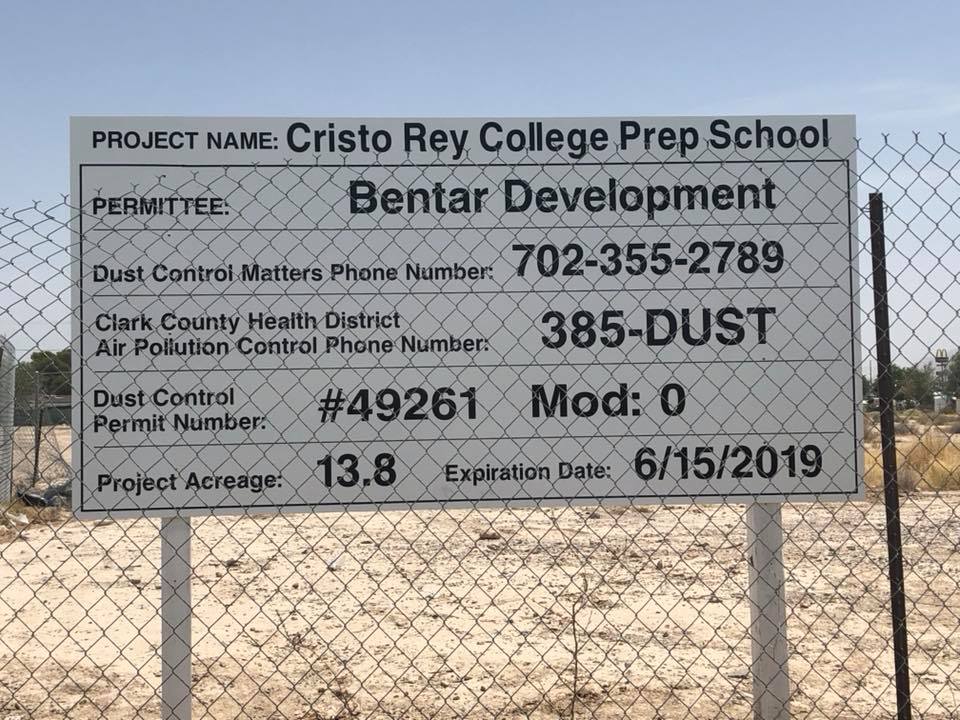 PROJECT NAME: Cristo Rey College Prep School
PERMITTEE: Bentar Development
Dust Control Matters Phone Number: 702-355-2789
Clark County Health District
Air Pollution Control Phone Number: 385-DUST
Dust Control
Permit Number: #49261 Mod: 0
Project Acreage: 13.8 Expiration Date: 6/15/2019